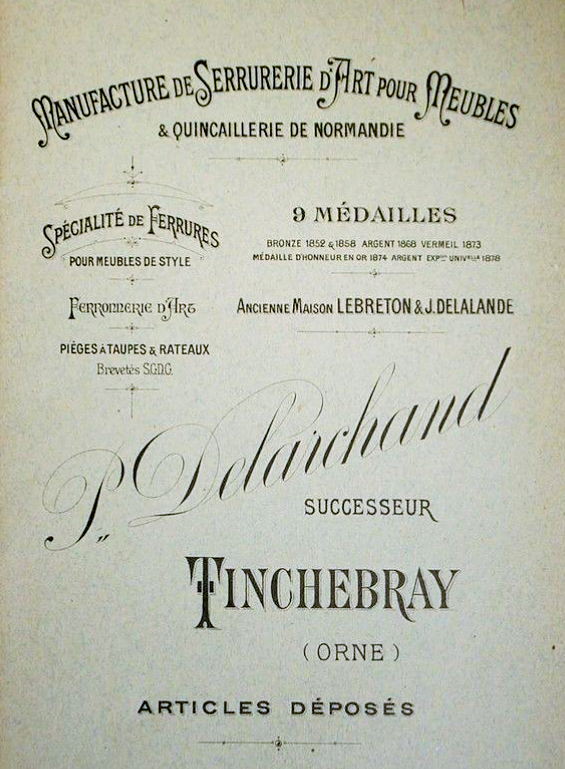 MANUFACTURE DE SERRURERIE D'ART POUR MEUBLES
& QUINCAILLERIE DE NORMANDIE
SPÉCIALITÉ DE FERRURES
POUR MEUBLES DE STYLE
FERRONNERIE D'ART
PIÈGES À TAUPES & RATEAUX
Brevetés S.G.D.G.
9 MÉDAILLES
BRONZE 1852 & 1858 ARGENT 1868 VERMEIL 1873
MÉDAILLE D'HONNEUR EN OR 1874 ARGENT EXPON UNIVLLE 1878
ANCIENNE MAISON LEBRETON & J. DELALANDE
P. Delarchand
SUCCESSEUR
TINCHEBRAY
(ORNE)
ARTICLES DÉPOSÉS